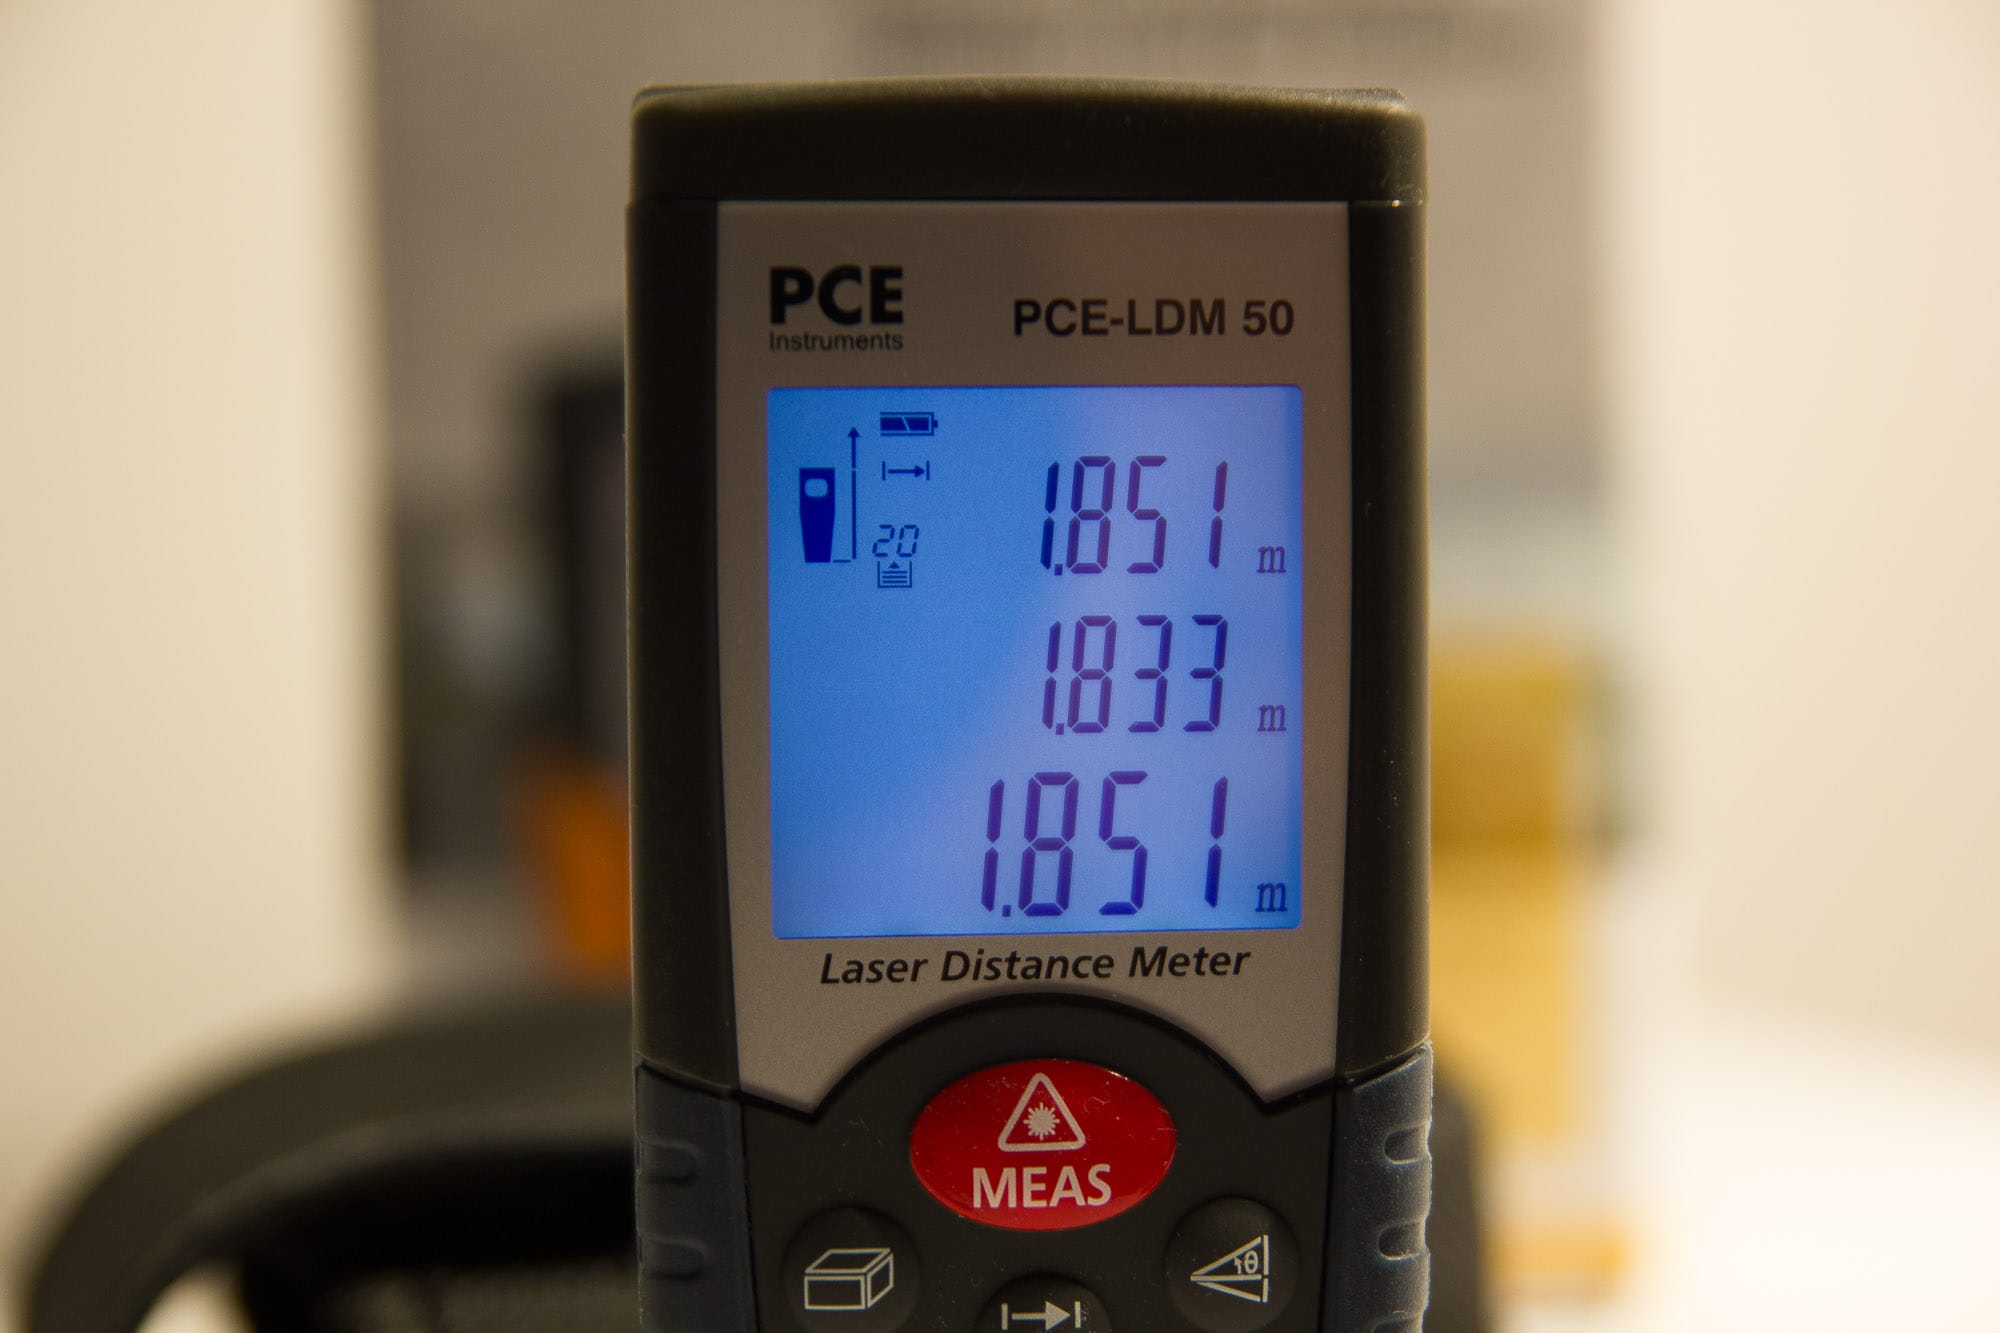 PCE
Instruments
PCE-LDM 50
20
1.851 m
1.833 m
1.851 m
Laser Distance Meter
MEAS
θ